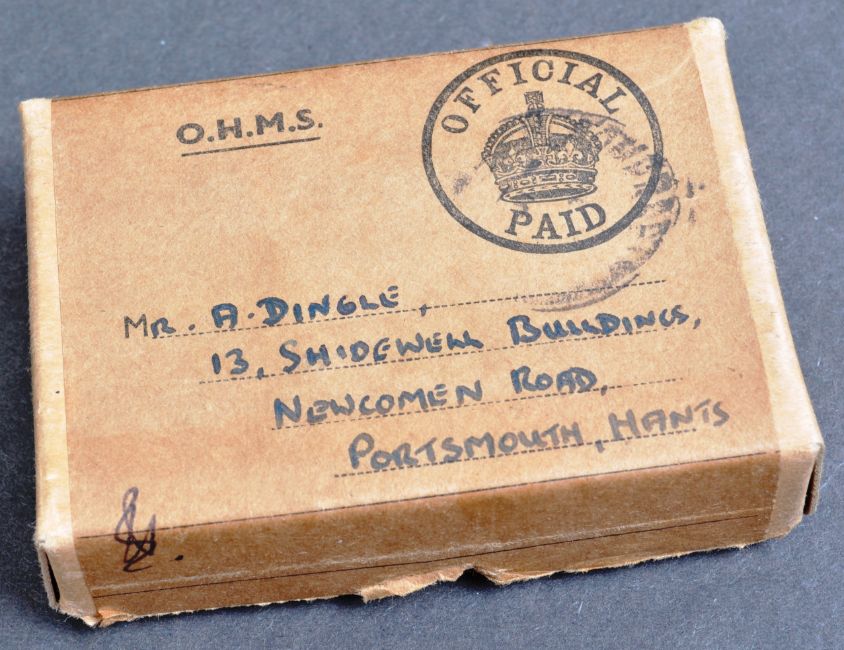 O.H.M.S.
OFFICIAL
PAID
MR. A. DINGLE,
13, SHIDEWELL BUILDINGS,
NEWCOMEN ROAD,
PORTSMOUTH, HANTS